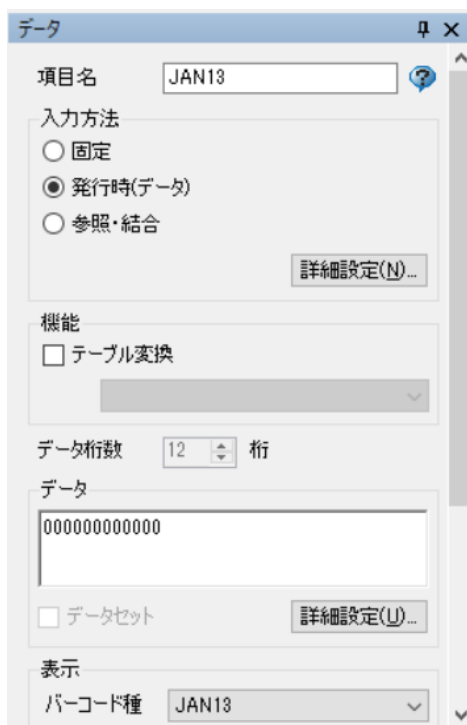 データ
項目名 JAN13
入力方法
固定
発行時(データ)
参照・結合
詳細設定(N)...
機能
テーブル変換
データ桁数 12 桁
データ
000000000000
データセット 詳細設定(U)...
表示
バーコード種 JAN13